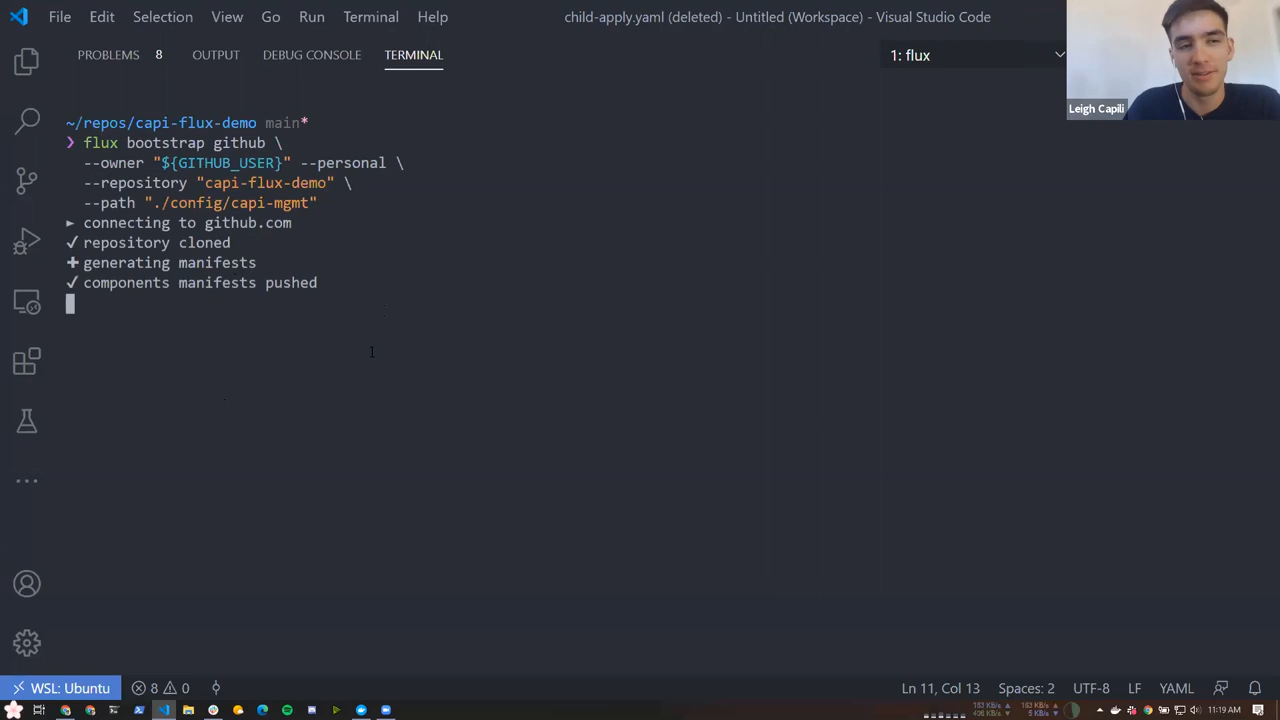 File Edit Selection View Go Run Terminal Help child-apply.yaml (deleted) - Untitled (Workspace) - Visual Studio Code
PROBLEMS 8 OUTPUT DEBUG CONSOLE TERMINAL 1: flux
Leigh Capili
~/repos/capi-flux-demo main*
❯ flux bootstrap github \
--owner "${GITHUB_USER}" --personal \
--repository "capi-flux-demo" \
--path "./config/capi-mgmt"
► connecting to github.com
✔ repository cloned
✚ generating manifests
✔ components manifests pushed
WSL: Ubuntu 8 0 Ln 11, Col 13 Spaces: 2 UTF-8 LF YAML
11:19 AM